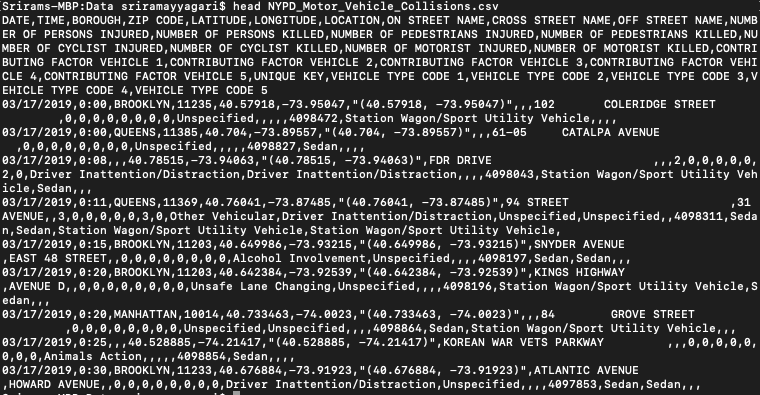 Srirams-MBP:Data sriramayyagari$ head NYPD_Motor_Vehicle_Collisions.csv
DATE,TIME,BOROUGH,ZIP CODE,LATITUDE,LONGITUDE,LOCATION,ON STREET NAME,CROSS STREET NAME,OFF STREET NAME,NUMB
ER OF PERSONS INJURED,NUMBER OF PERSONS KILLED,NUMBER OF PEDESTRIANS INJURED,NUMBER OF PEDESTRIANS KILLED,NU
MBER OF CYCLIST INJURED,NUMBER OF CYCLIST KILLED,NUMBER OF MOTORIST INJURED,NUMBER OF MOTORIST KILLED,CONTRI
BUTING FACTOR VEHICLE 1,CONTRIBUTING FACTOR VEHICLE 2,CONTRIBUTING FACTOR VEHICLE 3,CONTRIBUTING FACTOR VEHI
CLE 4,CONTRIBUTING FACTOR VEHICLE 5,UNIQUE KEY,VEHICLE TYPE CODE 1,VEHICLE TYPE CODE 2,VEHICLE TYPE CODE 3,V
EHICLE TYPE CODE 4,VEHICLE TYPE CODE 5
03/17/2019,0:00,BROOKLYN,11235,40.57918,-73.95047,"(40.57918, -73.95047)",,,102       COLERIDGE STREET
        ,0,0,0,0,0,0,0,0,Unspecified,,,,,4098472,Station Wagon/Sport Utility Vehicle,,,,
03/17/2019,0:00,QUEENS,11385,40.704,-73.89557,"(40.704, -73.89557)",,,61-05     CATALPA AVENUE
  ,0,0,0,0,0,0,0,0,Unspecified,,,,,4098827,Sedan,,,,
03/17/2019,0:08,,,40.78515,-73.94063,"(40.78515, -73.94063)",FDR DRIVE                       ,,,2,0,0,0,0,0,
2,0,Driver Inattention/Distraction,Driver Inattention/Distraction,,,,4098043,Station Wagon/Sport Utility Veh
icle,Sedan,,,
03/17/2019,0:11,QUEENS,11369,40.76041,-73.87485,"(40.76041, -73.87485)",94 STREET                       ,31
AVENUE,,3,0,0,0,0,0,3,0,Other Vehicular,Driver Inattention/Distraction,Unspecified,Unspecified,,4098311,Seda
n,Sedan,Station Wagon/Sport Utility Vehicle,Station Wagon/Sport Utility Vehicle,
03/17/2019,0:15,BROOKLYN,11203,40.649986,-73.93215,"(40.649986, -73.93215)",SNYDER AVENUE
,EAST 48 STREET,,0,0,0,0,0,0,0,0,Alcohol Involvement,Unspecified,,,,4098197,Sedan,Sedan,,,
03/17/2019,0:20,BROOKLYN,11203,40.642384,-73.92539,"(40.642384, -73.92539)",KINGS HIGHWAY
,AVENUE D,,0,0,0,0,0,0,0,0,Unsafe Lane Changing,Unspecified,,,,4098196,Station Wagon/Sport Utility Vehicle,S
edan,,,
03/17/2019,0:20,MANHATTAN,10014,40.733463,-74.0023,"(40.733463, -74.0023)",,,84        GROVE STREET
         ,0,0,0,0,0,0,0,0,Unspecified,Unspecified,,,,4098864,Sedan,Station Wagon/Sport Utility Vehicle,,,
03/17/2019,0:25,,,40.528885,-74.21417,"(40.528885, -74.21417)",KOREAN WAR VETS PARKWAY         ,,,0,0,0,0,0,
0,0,0,Animals Action,,,,,4098854,Sedan,,,,
03/17/2019,0:30,BROOKLYN,11233,40.676884,-73.91923,"(40.676884, -73.91923)",ATLANTIC AVENUE
,HOWARD AVENUE,,0,0,0,0,0,0,0,0,Driver Inattention/Distraction,Unspecified,,,,4097853,Sedan,Sedan,,,